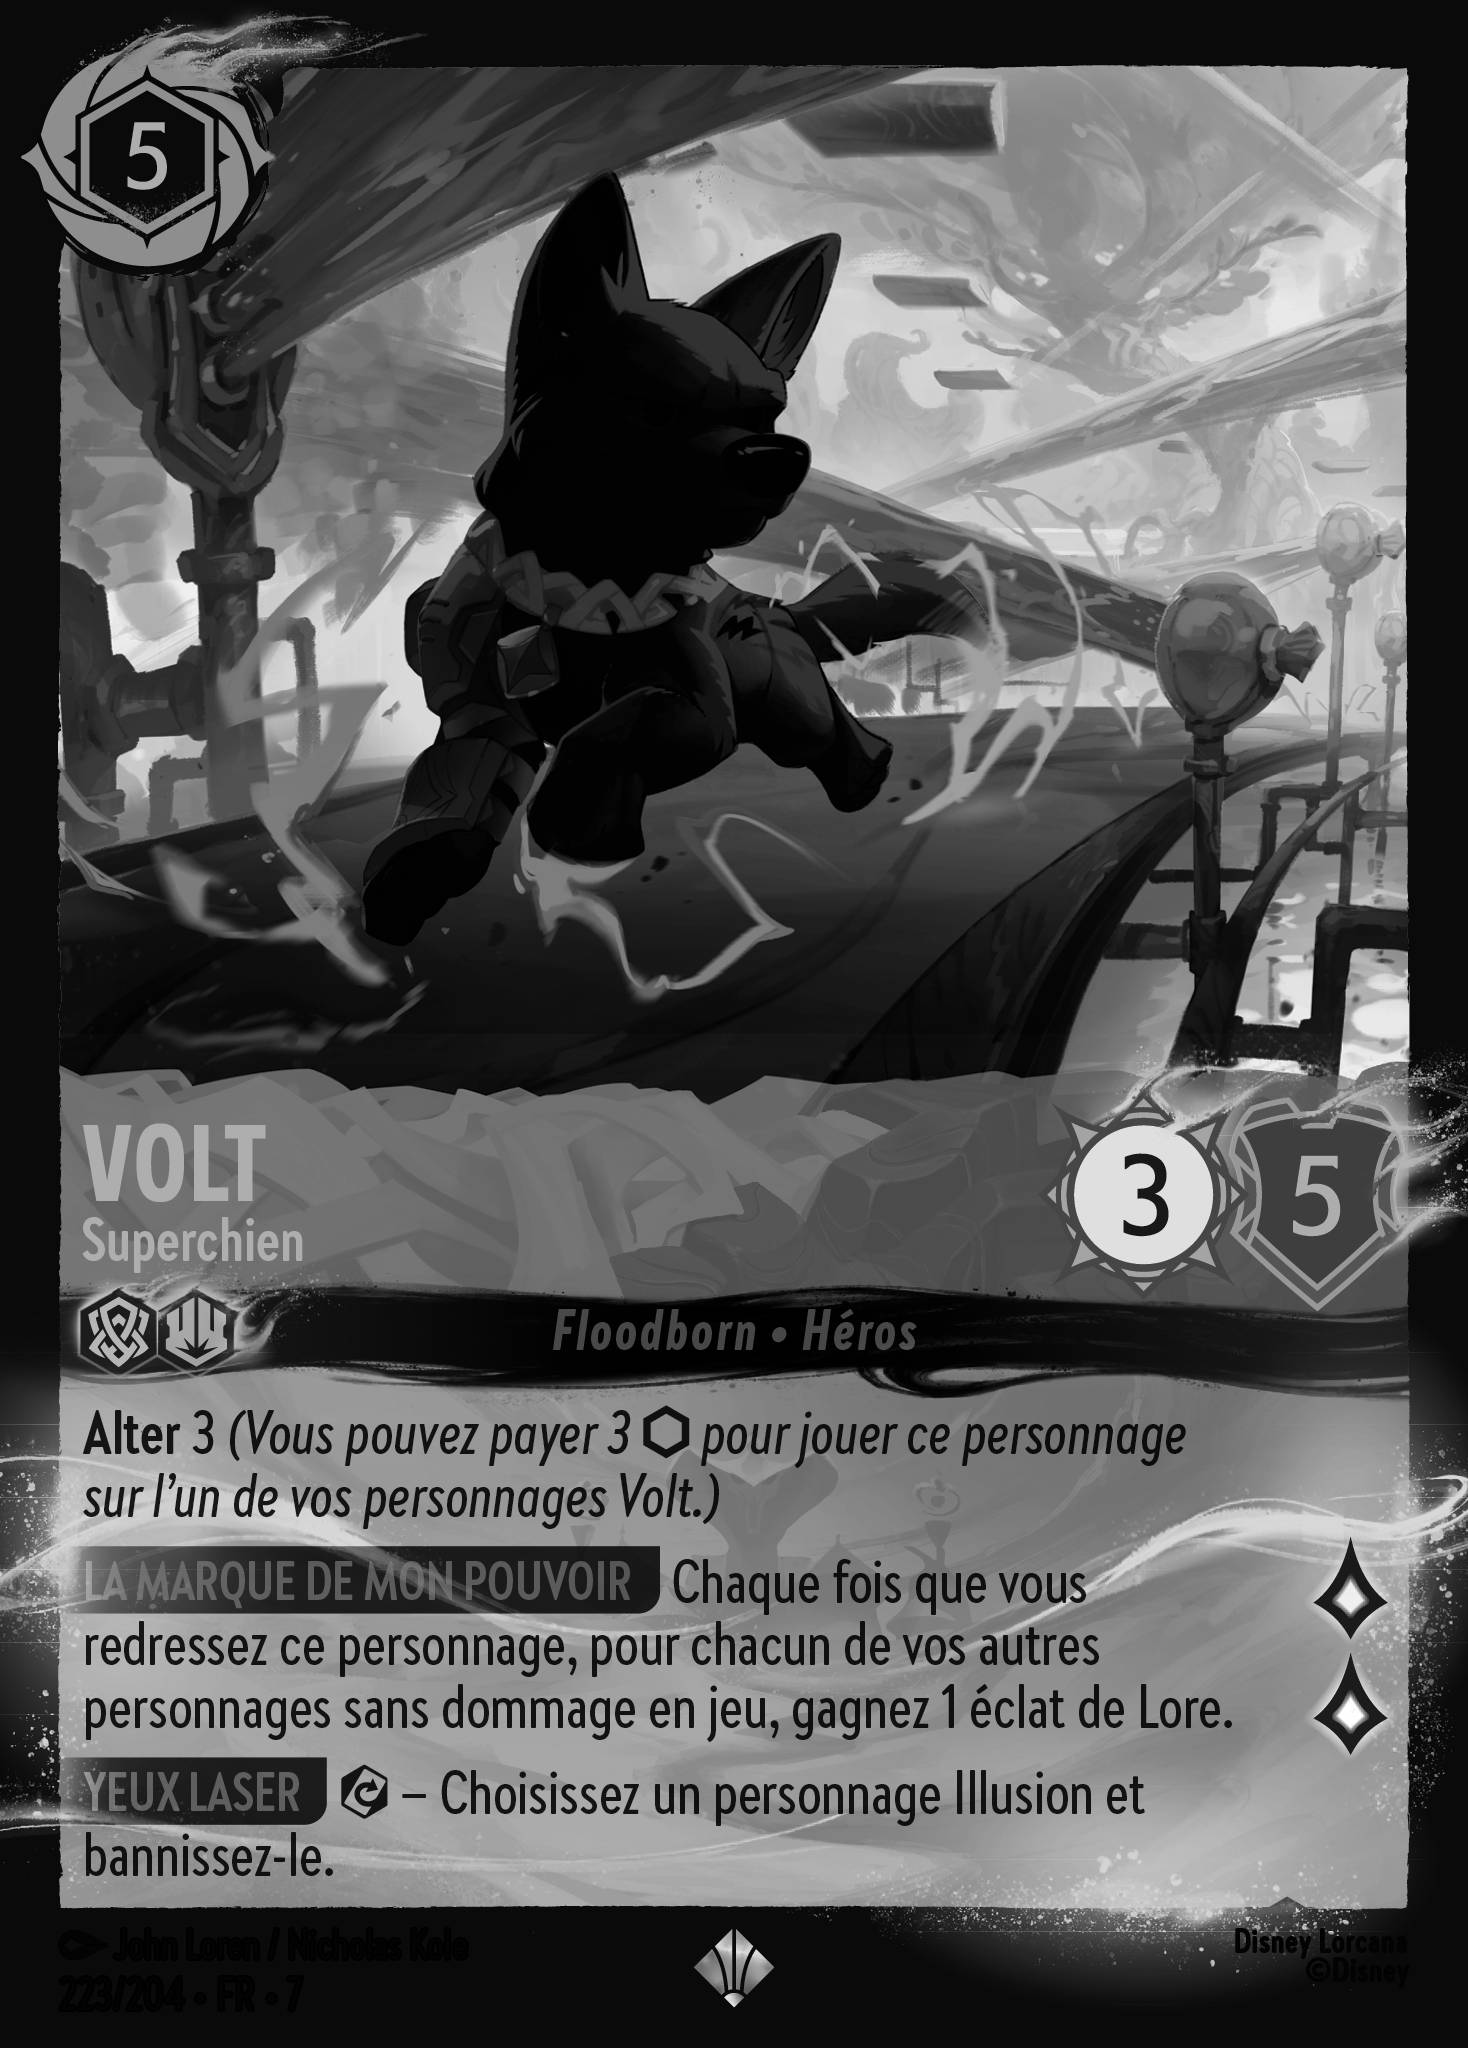 5
VOLT
Superchien
3
5
Floodborn • Héros
Alter 3 (Vous pouvez payer 3 ⬡ pour jouer ce personnage
sur l’un de vos personnages Volt.)
LA MARQUE DE MON POUVOIR Chaque fois que vous
redressez ce personnage, pour chacun de vos autres
personnages sans dommage en jeu, gagnez 1 éclat de Lore.
YEUX LASER – Choisissez un personnage Illusion et
bannissez-le.
John Loren / Nicholas Kole
Disney Lorcana
223/204 • FR • 7
©Disney